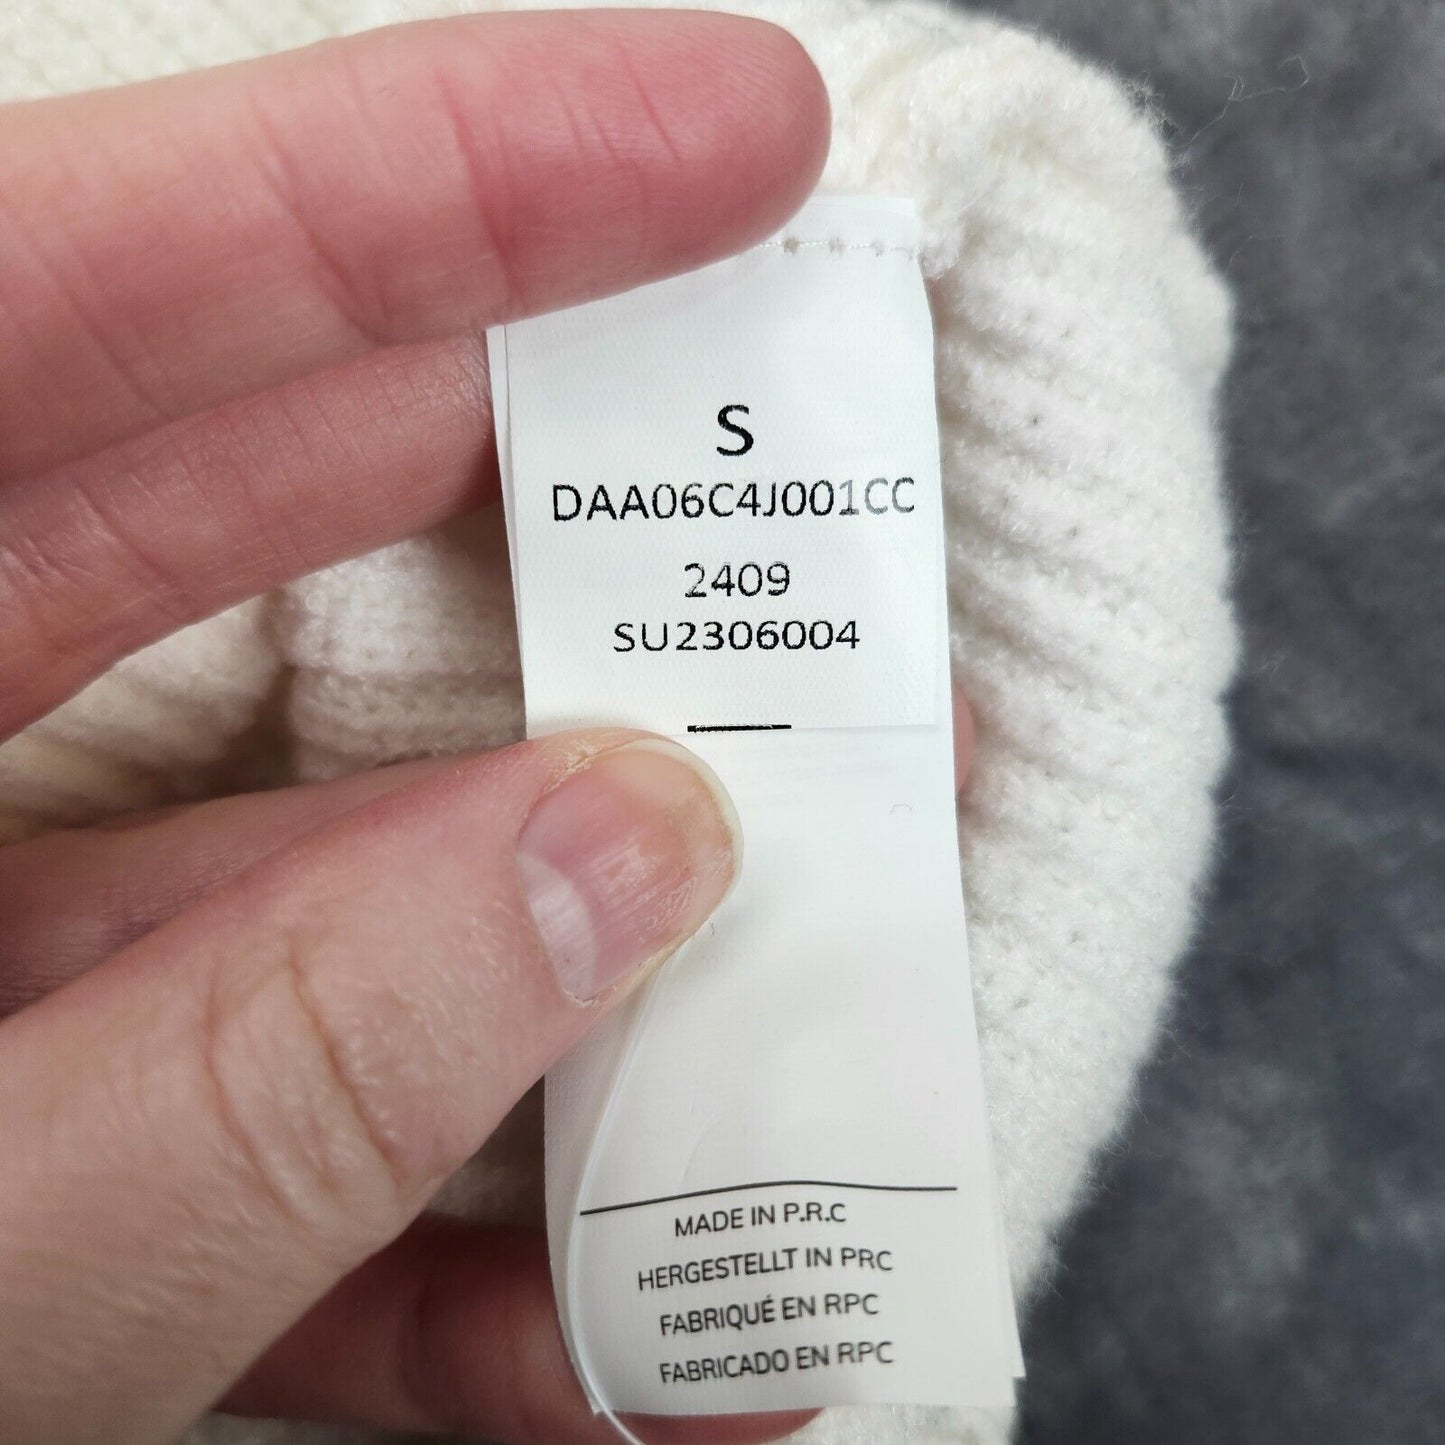 S
DAA06C4J001CC
2409
SU2306004
MADE IN P.R.C
HERGESTELLT IN PRC
FABRIQUÉ EN RPC
FABRICADO EN RPC